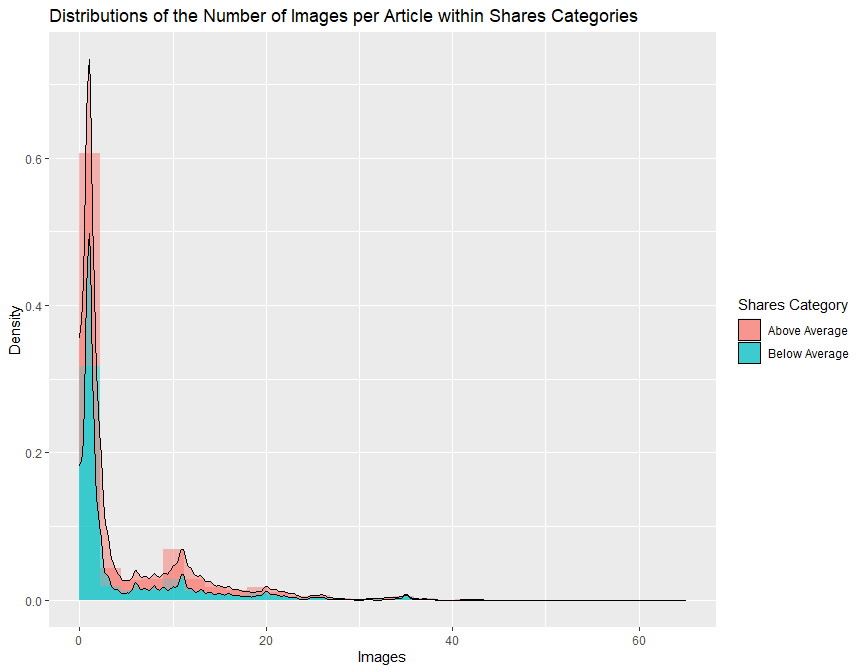 Distributions of the Number of Images per Article within Shares Categories
Density
0.6
0.4
0.2
0.0
0
20
40
60
Images
Shares Category
Above Average
Below Average